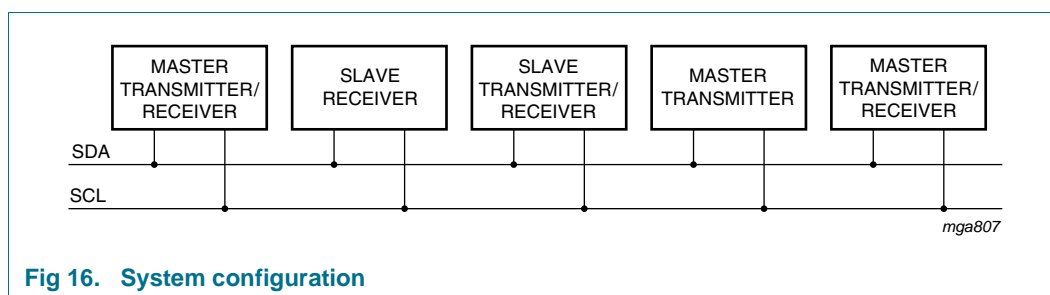 MASTER
TRANSMITTER/
RECEIVER
SLAVE
RECEIVER
SLAVE
TRANSMITTER/
RECEIVER
MASTER
TRANSMITTER
MASTER
TRANSMITTER/
RECEIVER
SDA
SCL
mga807
Fig 16. System configuration